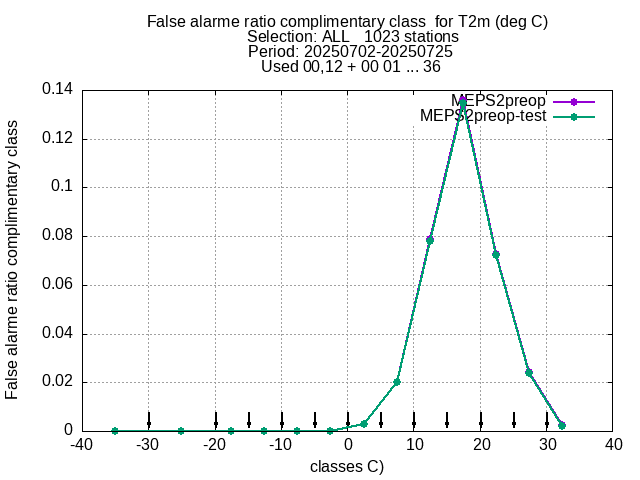 False alarme ratio complimentary class  for T2m (deg C)
Selection: ALL   1023 stations
Period: 20250702-20250725
Used 00,12 + 00 01 ... 36
MEPS2preop
MEPS2preop-test
False alarme ratio complimentary class
0.14
0.12
0.1
0.08
0.06
0.04
0.02
0
-40 -30 -20 -10 0 10 20 30 40
classes C)